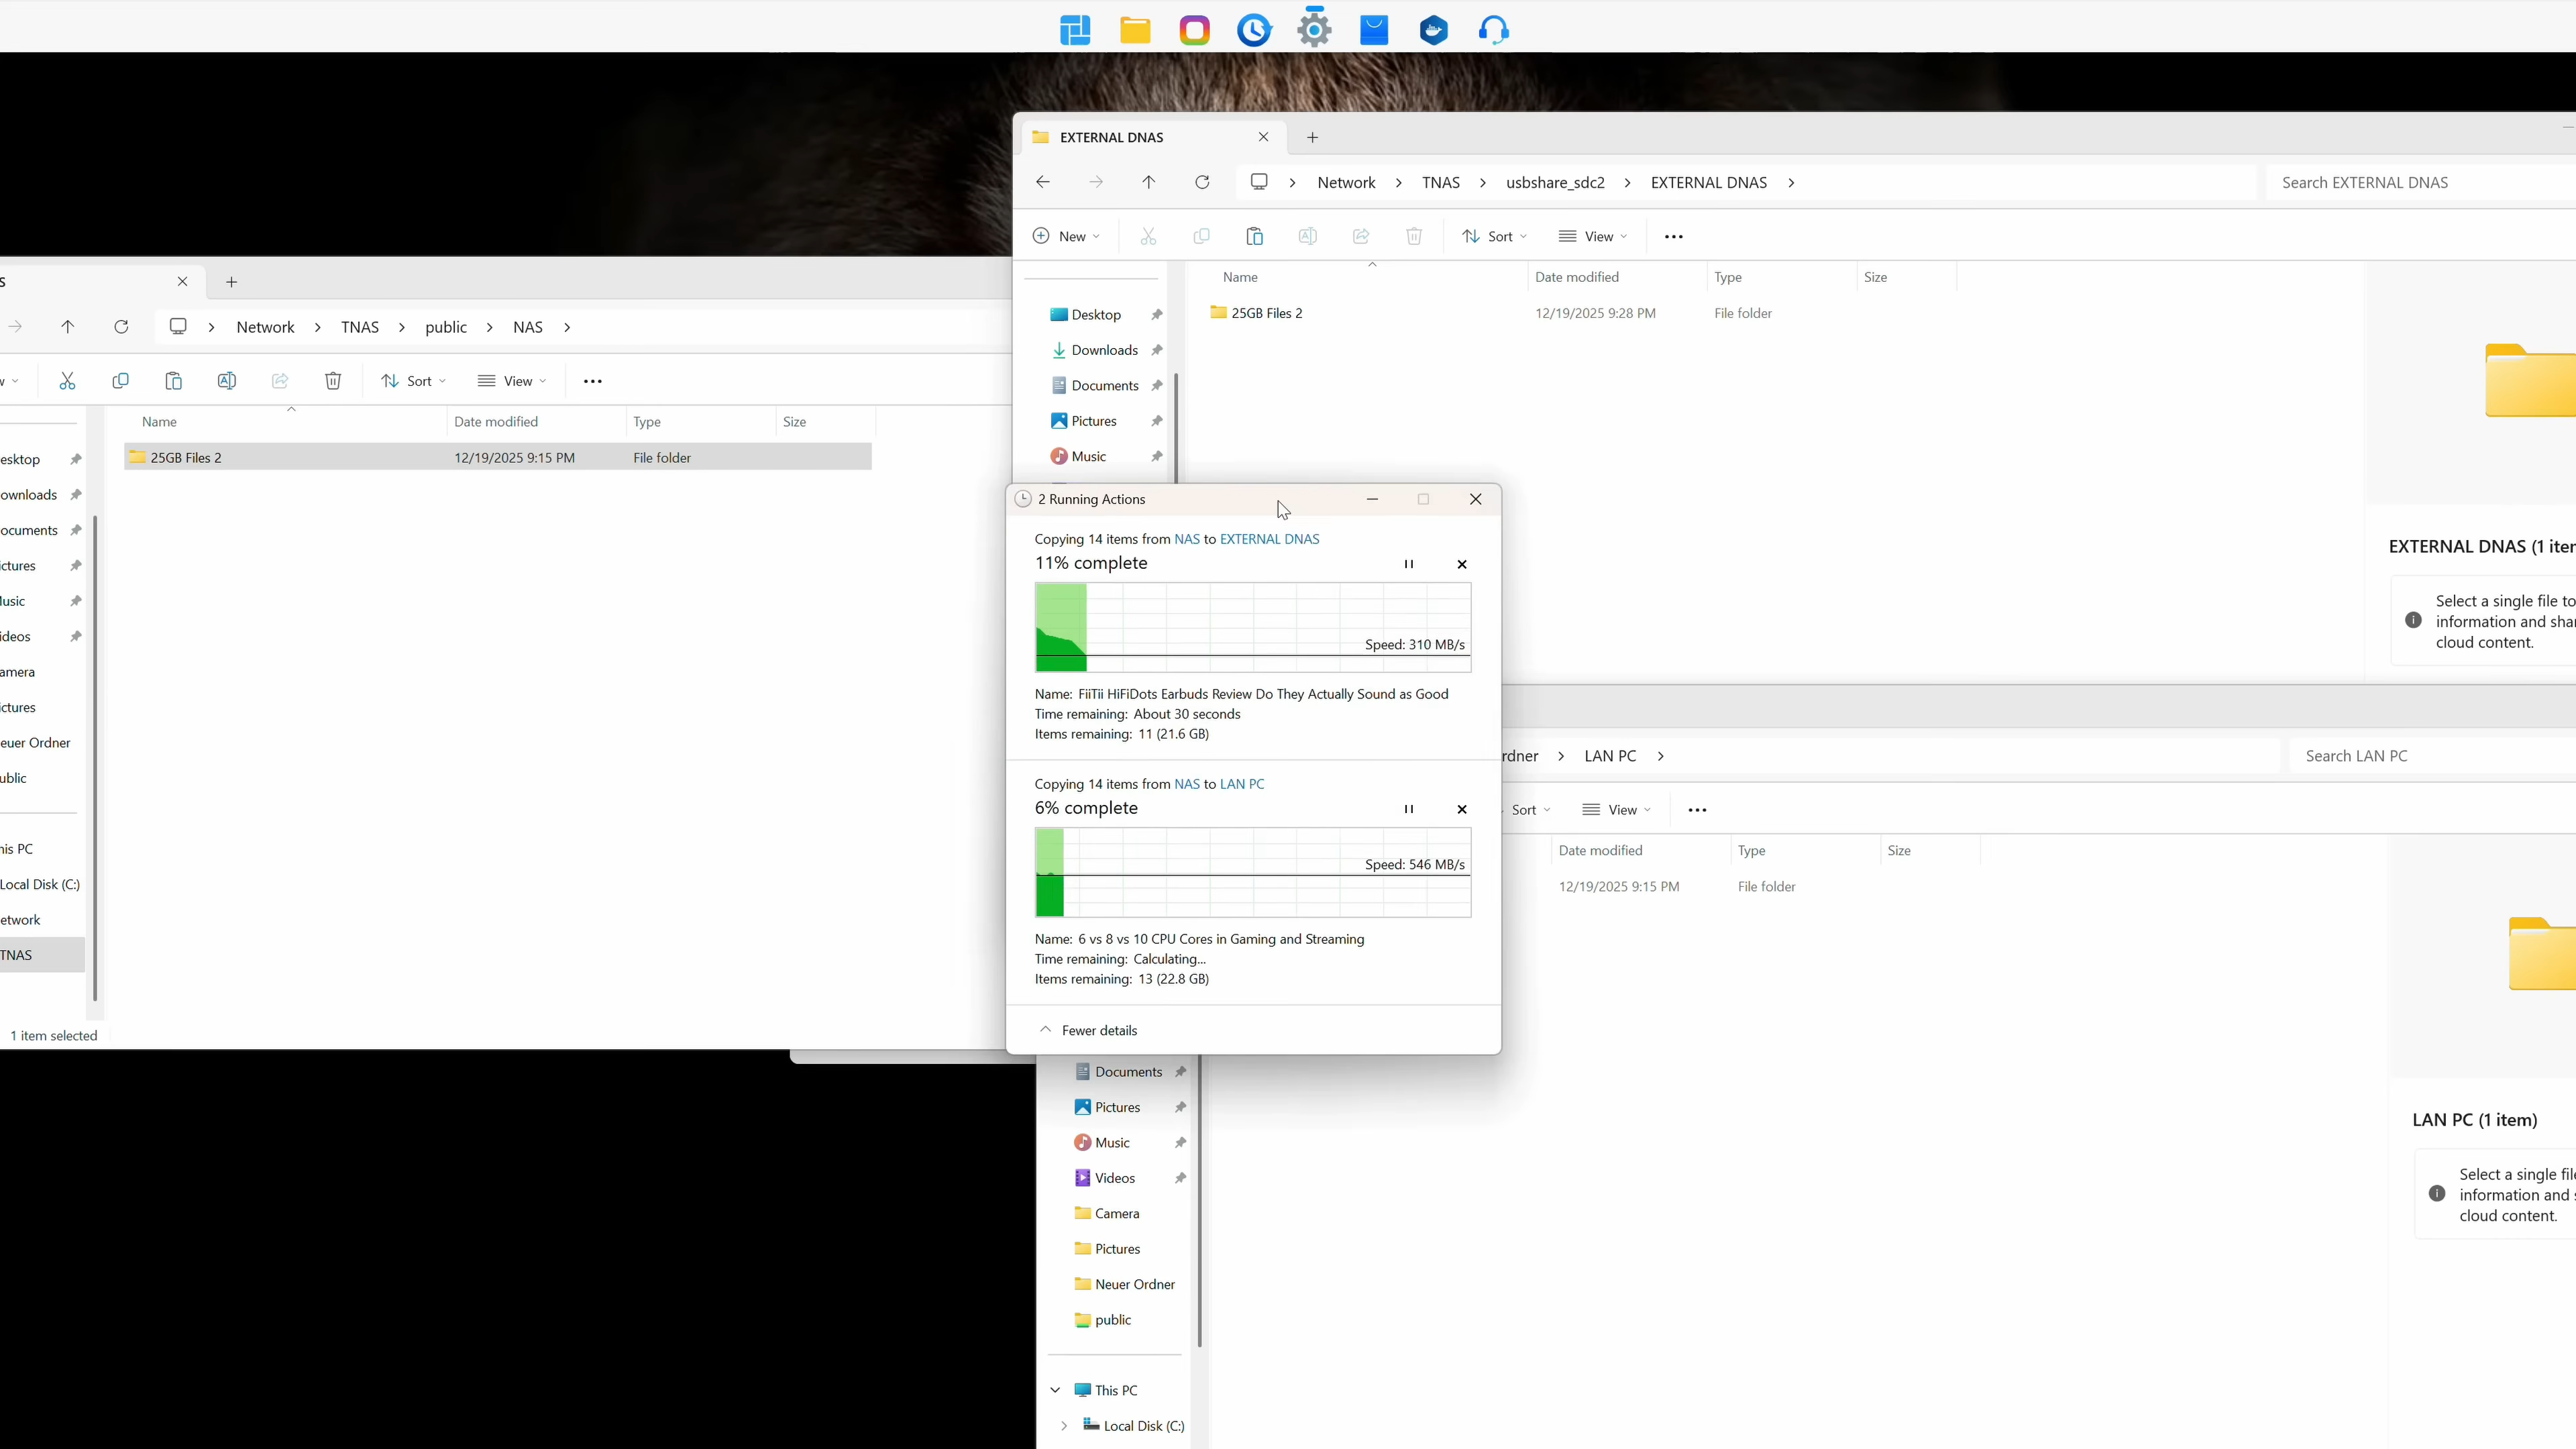 EXTERNAL DNAS
Network
TNAS
usbshare_sdc2
EXTERNAL DNAS
Search EXTERNAL DNAS
New
Sort
View
Name
Date modified
Type
Size
Desktop
25GB Files 2
12/19/2025 9:28 PM
File folder
Downloads
Documents
Pictures
Music
EXTERNAL DNAS (1 iter
Select a single file to
information and shar
cloud content.
s
Network
TNAS
public
NAS
w
Sort
View
Name
Date modified
Type
Size
25GB Files 2
12/19/2025 9:15 PM
File folder
esktop
ownloads
ocuments
ictures
lusic
ideos
amera
ictures
euer Ordner
ublic
his PC
Local Disk (C:)
etwork
TNAS
1 item selected
2 Running Actions
Copying 14 items from NAS to EXTERNAL DNAS
11% complete
Speed: 310 MB/s
Name: FiiTii HiFiDots Earbuds Review Do They Actually Sound as Good
Time remaining: About 30 seconds
Items remaining: 11 (21.6 GB)
Copying 14 items from NAS to LAN PC
6% complete
Speed: 546 MB/s
Name: 6 vs 8 vs 10 CPU Cores in Gaming and Streaming
Time remaining: Calculating...
Items remaining: 13 (22.8 GB)
Fewer details
rdner
LAN PC
Search LAN PC
Sort
View
Date modified
Type
Size
12/19/2025 9:15 PM
File folder
LAN PC (1 item)
Select a single file
information and s
cloud content.
Documents
Pictures
Music
Videos
Camera
Pictures
Neuer Ordner
public
This PC
Local Disk (C:)